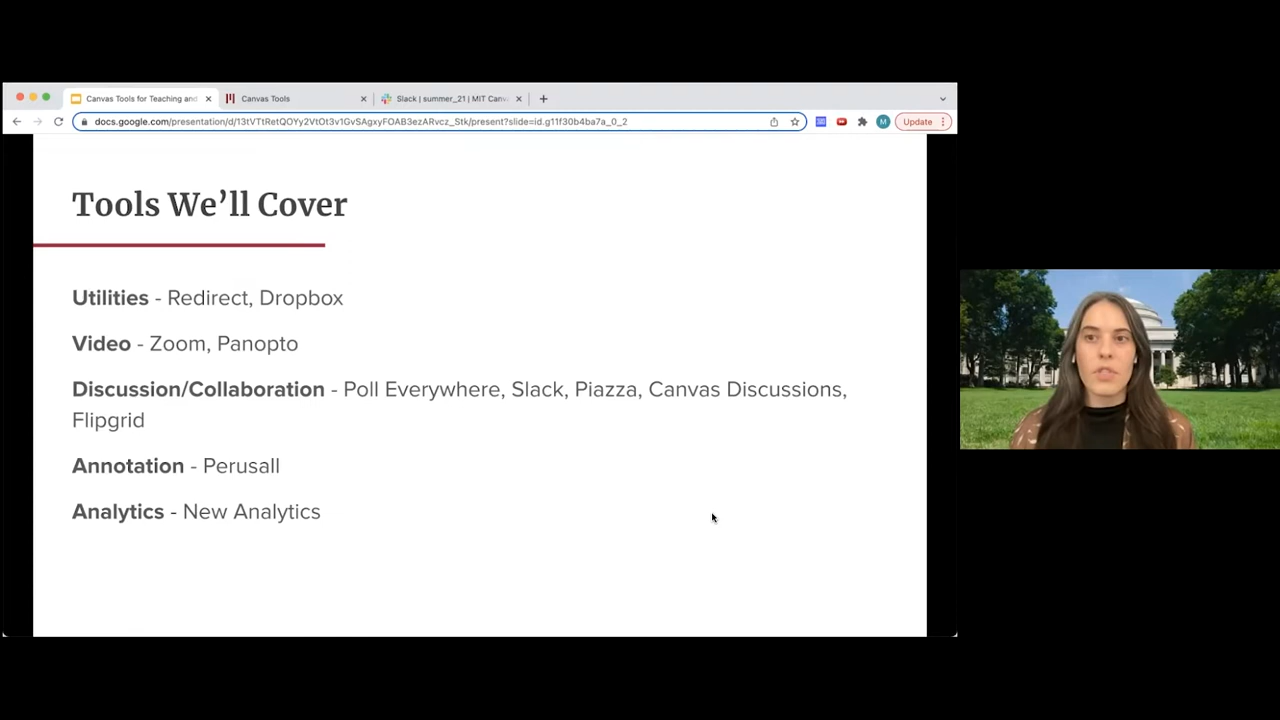 Canvas Tools for Teaching and
Canvas Tools
Slack | summer_21 | MIT Canv
docs.google.com/presentation/d/13tVTtRetQOYy2VtOt3v1GvSAgxyFOAB3ezARvcz_Stk/present?slide=id.g11f30b4ba7a_0_2
M
Update
Tools We’ll Cover
Utilities - Redirect, Dropbox
Video - Zoom, Panopto
Discussion/Collaboration - Poll Everywhere, Slack, Piazza, Canvas Discussions,
Flipgrid
Annotation - Perusall
Analytics - New Analytics